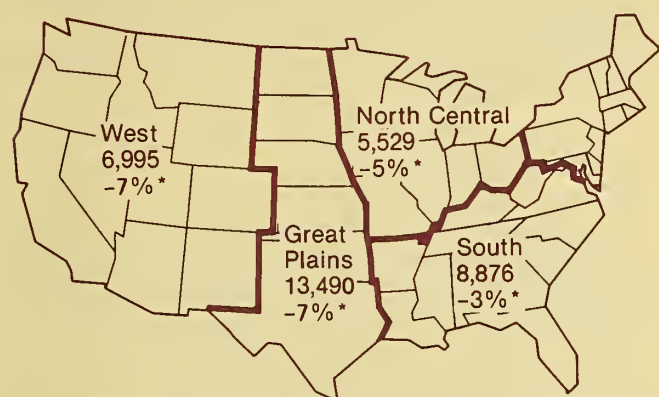 West
6,995
-7%*
North Central
5,529
-5%*
Great
Plains
13,490
-7%*
South
8,876
-3%*